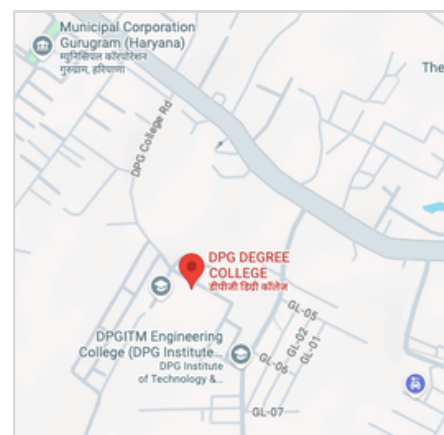 Municipal Corporation
Gurugram (Haryana)
म्युनिसिपल कॉरपोरेशन
गुरुग्राम, हरियाणा
The
DPG College Rd
DPG DEGREE
COLLEGE
डीपीजी डिग्री कॉलेज
GL-05
DPGITM Engineering
College (DPG Institute...
DPG Institute
of Technology &...
GL-02
GL-01
GL-06
GL-07